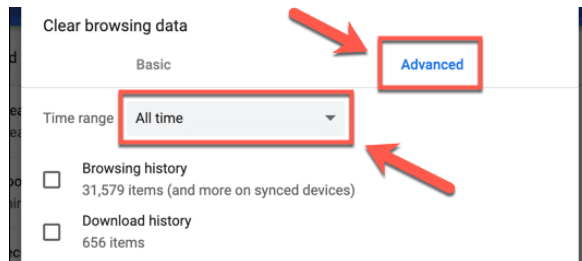 Clear browsing data
Basic
Advanced
Time range
All time
Browsing history
31,579 items (and more on synced devices)
Download history
656 items